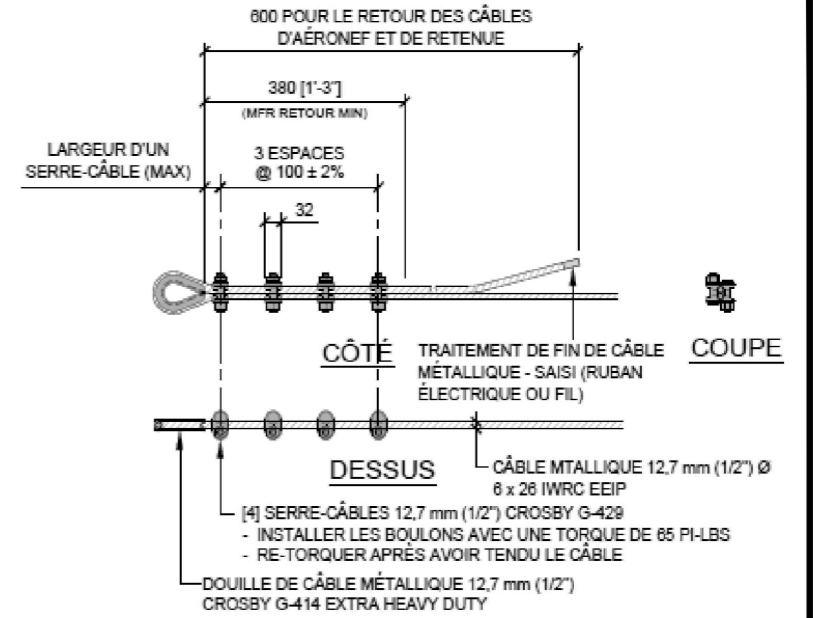 600 POUR LE RETOUR DES CÂBLES
D'AÉRONEF ET DE RETENUE
380 [1'-3"]
(MFR RETOUR MIN)
LARGEUR D'UN
SERRE-CÂBLE (MAX)
3 ESPACES
@ 100 ± 2%
32
CÔTÉ
TRAITEMENT DE FIN DE CÂBLE
MÉTALLIQUE - SAISI (RUBAN
ÉLECTRIQUE OU FIL)
COUPE
DESSUS
CÂBLE MTALLIQUE 12,7 mm (1/2") Ø
6 x 26 IWRC EEIP
[4] SERRE-CÂBLES 12,7 mm (1/2") CROSBY G-429
- INSTALLER LES BOULONS AVEC UNE TORQUE DE 65 PI-LBS
- RE-TORQUER APRÈS AVOIR TENDU LE CÂBLE
DOUILLE DE CÂBLE MÉTALLIQUE 12,7 mm (1/2")
CROSBY G-414 EXTRA HEAVY DUTY